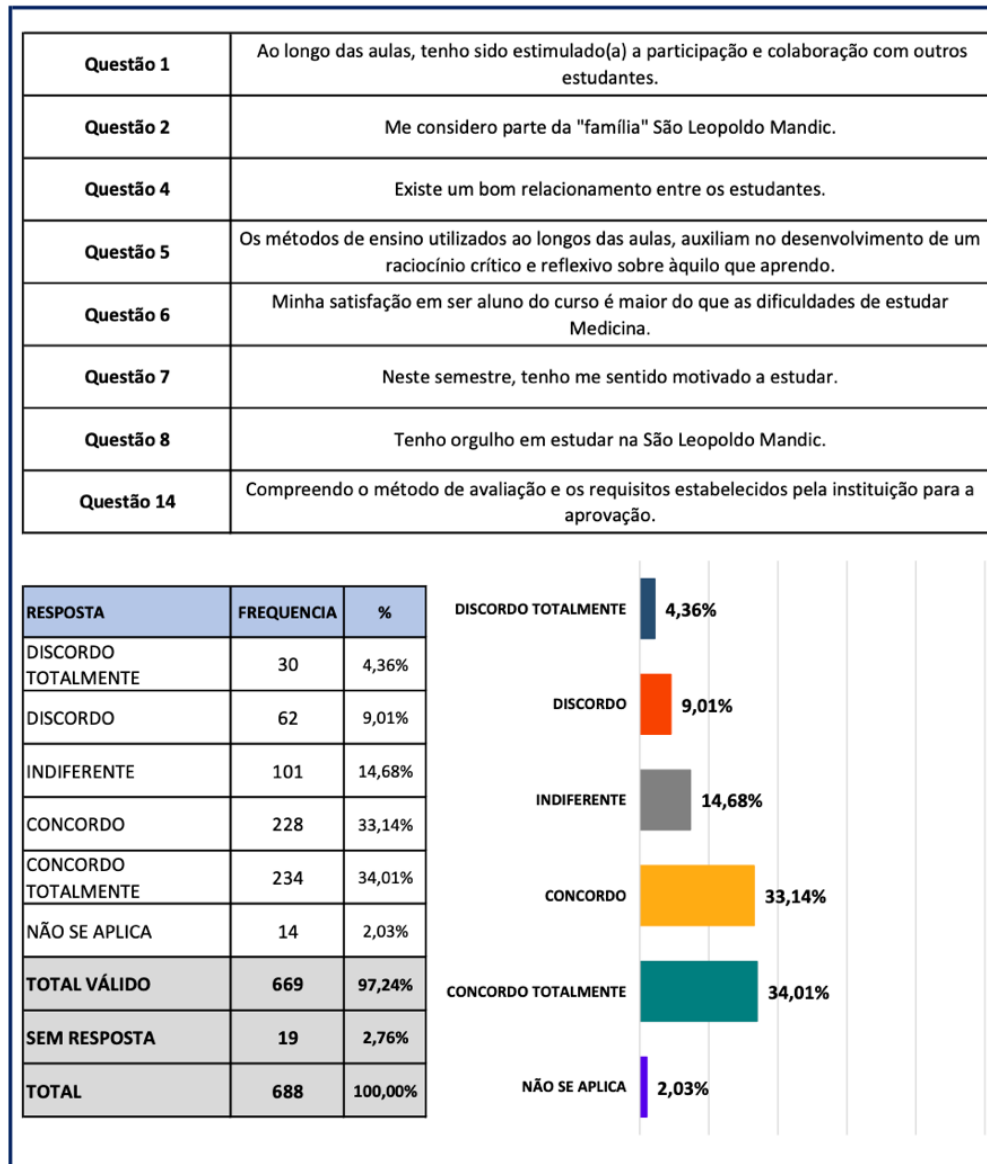 Questão 1
Ao longo das aulas, tenho sido estimulado(a) a participação e colaboração com outros
estudantes.
Questão 2
Me considero parte da "família" São Leopoldo Mandic.
Questão 4
Existe um bom relacionamento entre os estudantes.
Questão 5
Os métodos de ensino utilizados ao longos das aulas, auxiliam no desenvolvimento de um
raciocínio crítico e reflexivo sobre àquilo que aprendo.
Questão 6
Minha satisfação em ser aluno do curso é maior do que as dificuldades de estudar
Medicina.
Questão 7
Neste semestre, tenho me sentido motivado a estudar.
Questão 8
Tenho orgulho em estudar na São Leopoldo Mandic.
Questão 14
Compreendo o método de avaliação e os requisitos estabelecidos pela instituição para a
aprovação.
RESPOSTA FREQUENCIA %
DISCORDO
TOTALMENTE 30 4,36%
DISCORDO 62 9,01%
INDIFERENTE 101 14,68%
CONCORDO 228 33,14%
CONCORDO
TOTALMENTE 234 34,01%
NÃO SE APLICA 14 2,03%
TOTAL VÁLIDO 669 97,24%
SEM RESPOSTA 19 2,76%
TOTAL 688 100,00%
DISCORDO TOTALMENTE 4,36%
DISCORDO 9,01%
INDIFERENTE 14,68%
CONCORDO 33,14%
CONCORDO TOTALMENTE 34,01%
NÃO SE APLICA 2,03%